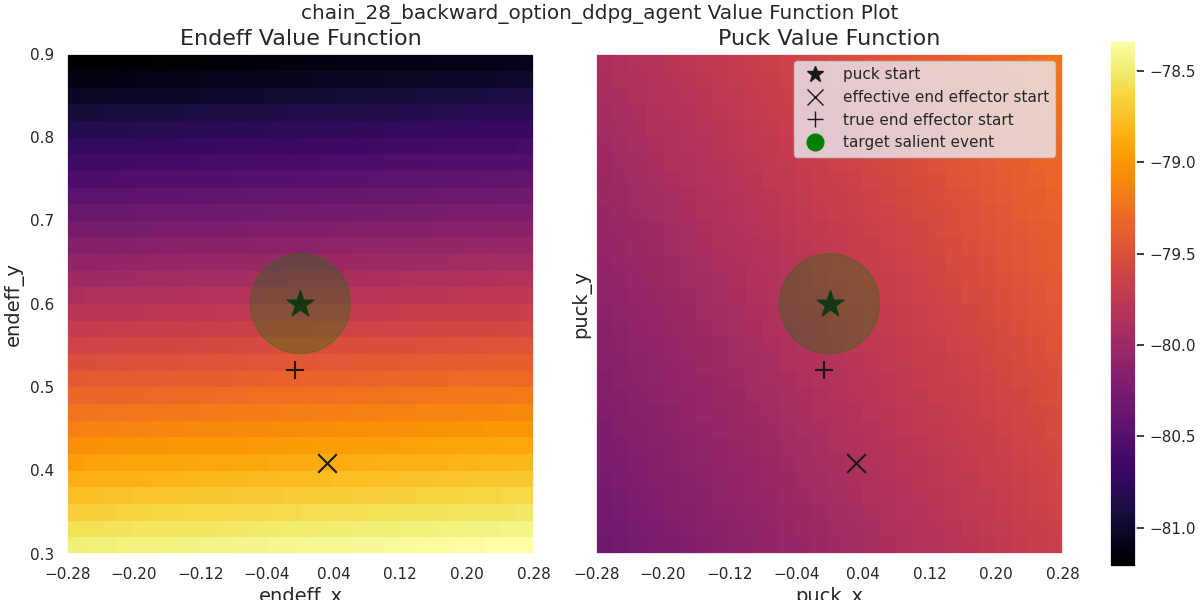 chain_28_backward_option_ddpg_agent Value Function Plot
Endeff Value Function
Puck Value Function
endeff_y
0.9
0.8
0.7
0.6
0.5
0.4
0.3
−0.28 −0.20 −0.12 −0.04 0.04 0.12 0.20 0.28
endeff_x
puck_y
puck start
effective end effector start
true end effector start
target salient event
−0.28 −0.20 −0.12 −0.04 0.04 0.12 0.20 0.28
puck_x
−78.5
−79.0
−79.5
−80.0
−80.5
−81.0